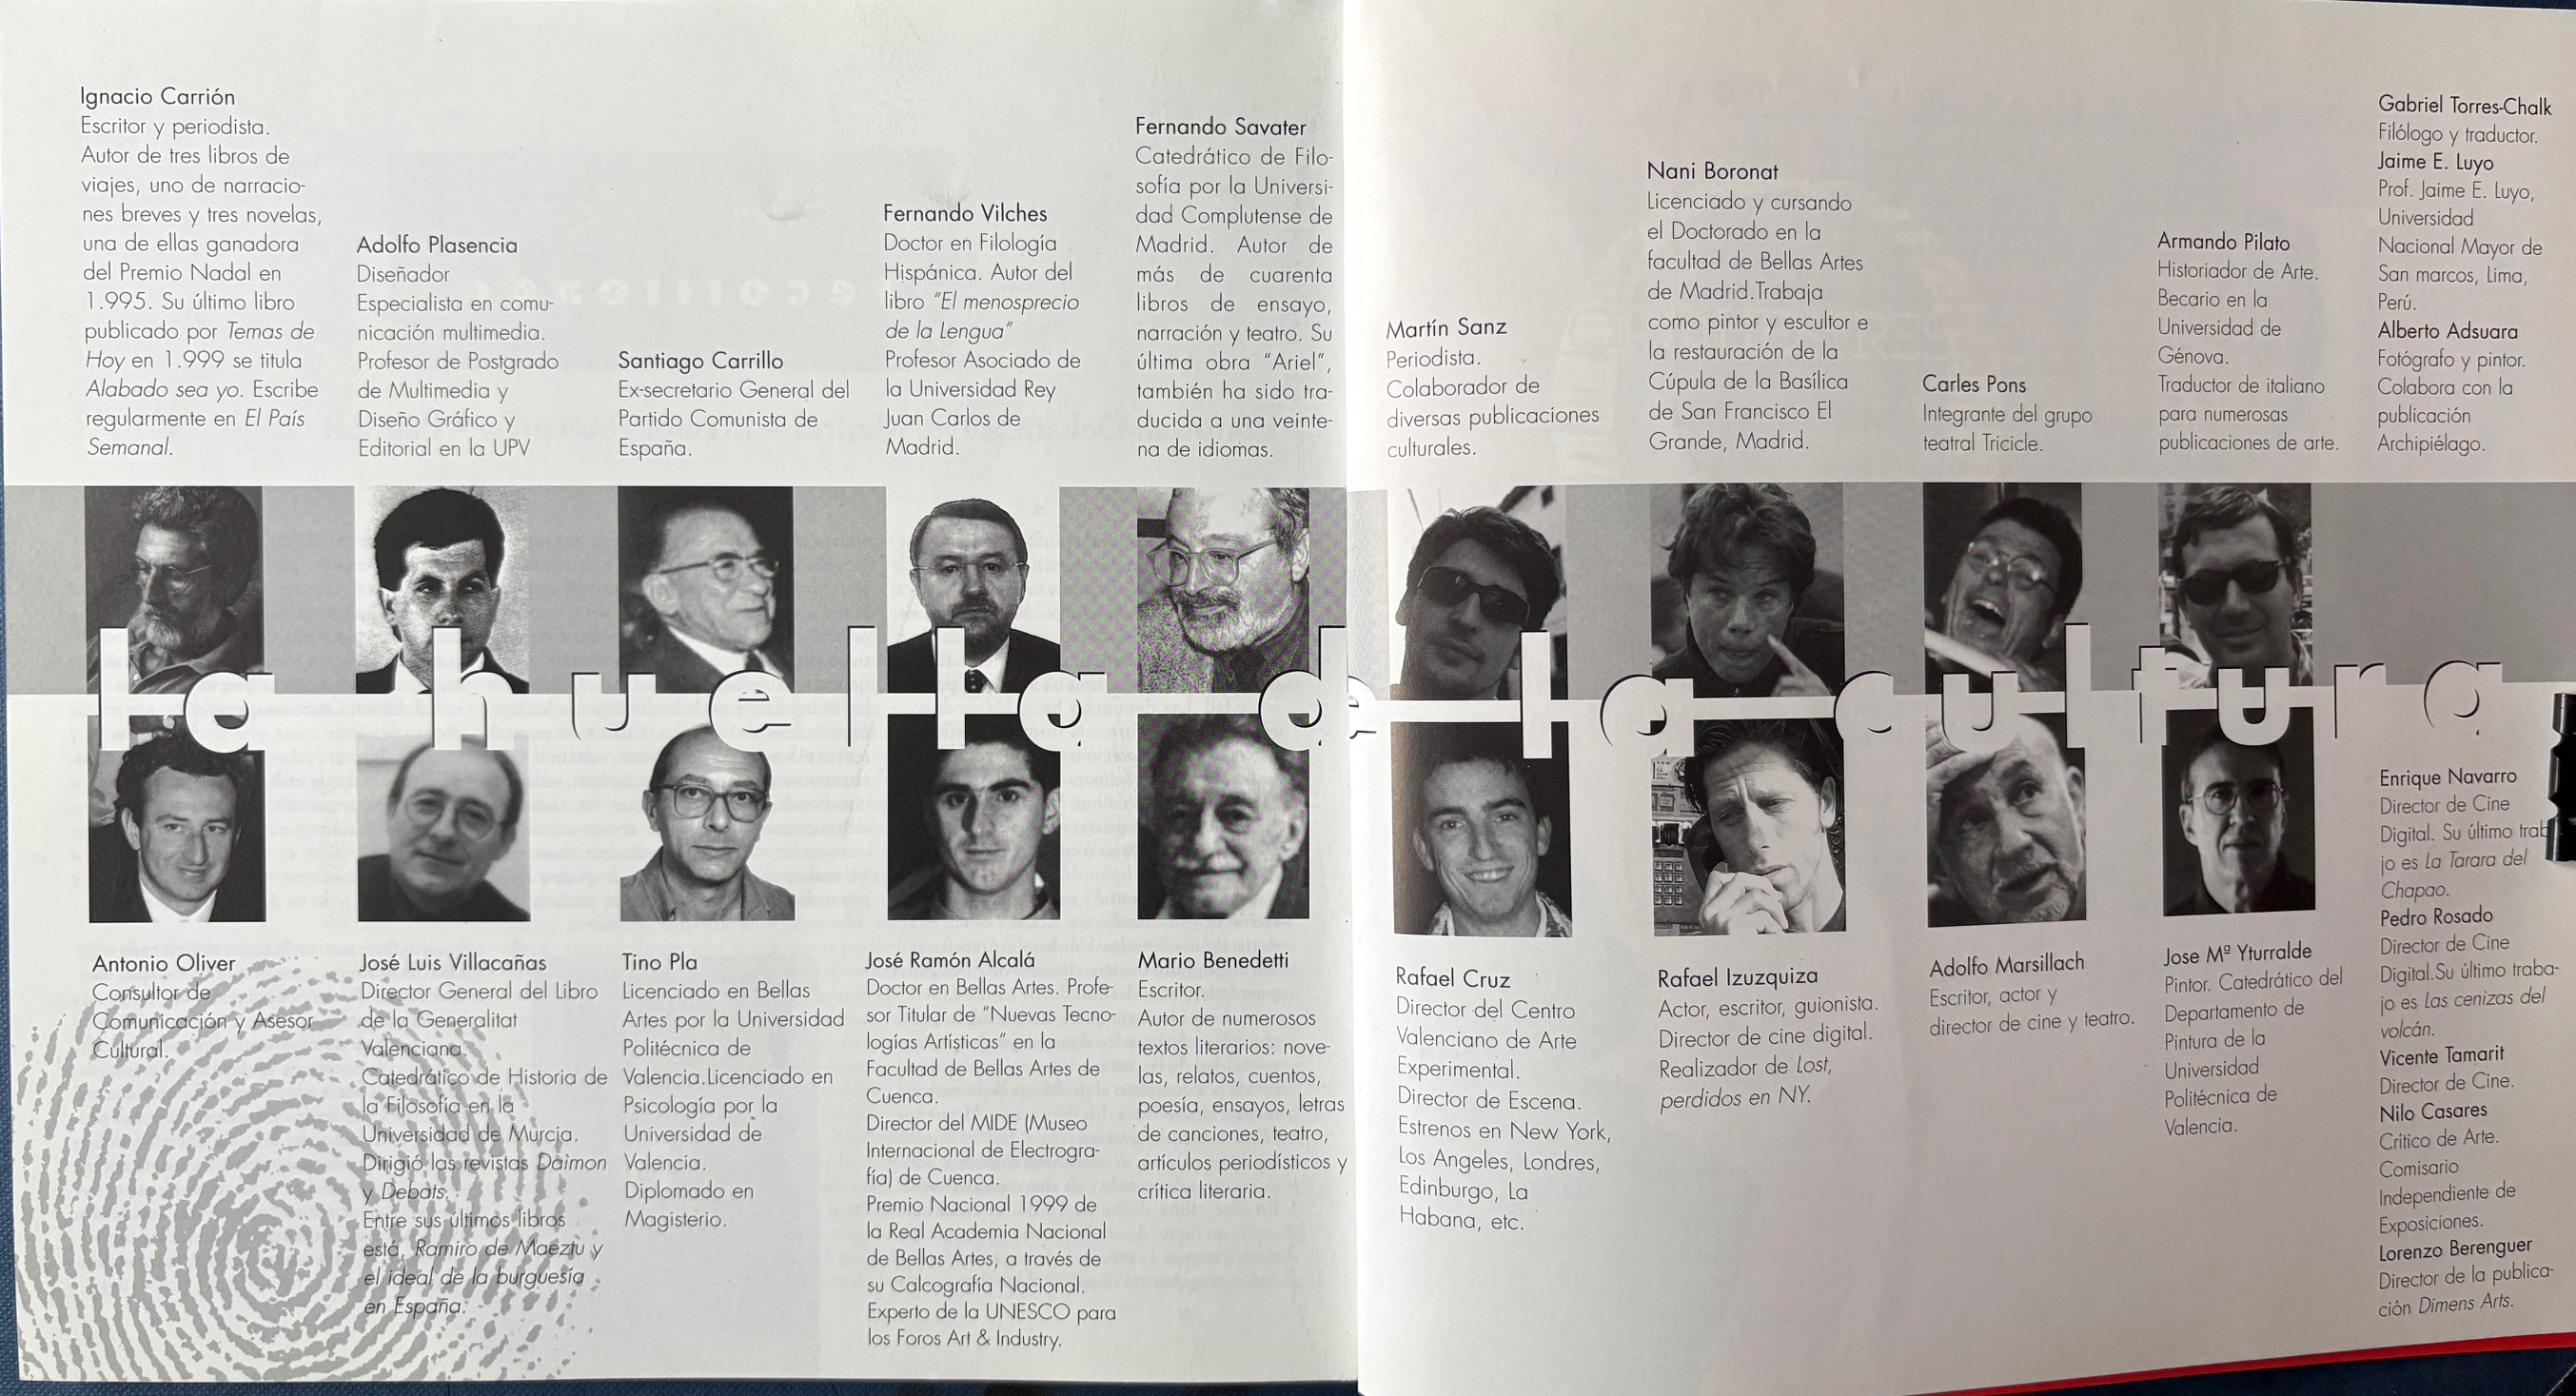 Ignacio Carrión
Escritor y periodista.
Autor de tres libros de
viajes, uno de narracio-
nes breves y tres novelas,
una de ellas ganadora
del Premio Nadal en
1.995. Su último libro
publicado por Temas de
Hoy en 1.999 se titula
Alabado sea yo. Escribe
regularmente en El País
Semanal.
Adolfo Plasencia
Diseñador
Especialista en comu-
nicación multimedia.
Profesor de Postgrado
de Multimedia y
Diseño Gráfico y
Editorial en la UPV
Santiago Carrillo
Ex-secretario General del
Partido Comunista de
España.
Fernando Vilches
Doctor en Filología
Hispánica. Autor del
libro "El menosprecio
de la Lengua"
Profesor Asociado de
la Universidad Rey
Juan Carlos de
Madrid.
Fernando Savater
Catedrático de Filo-
sofía por la Universi-
dad Complutense de
Madrid. Autor de
más de cuarenta
libros de ensayo,
narración y teatro. Su
última obra "Ariel",
también ha sido tra-
ducida a una veinte-
na de idiomas.
Martín Sanz
Periodista.
Colaborador de
diversas publicaciones
culturales.
Nani Boronat
Licenciado y cursando
el Doctorado en la
facultad de Bellas Artes
de Madrid.Trabaja
como pintor y escultor e
la restauración de la
Cúpula de la Basílica
de San Francisco El
Grande, Madrid.
Carles Pons
Integrante del grupo
teatral Tricicle.
Armando Pilato
Historiador de Arte.
Becario en la
Universidad de
Génova.
Traductor de italiano
para numerosas
publicaciones de arte.
Gabriel Torres-Chalk
Filólogo y traductor.
Jaime E. Luyo
Prof. Jaime E. Luyo,
Universidad
Nacional Mayor de
San marcos, Lima,
Perú.
Alberto Adsuara
Fotógrafo y pintor.
Colabora con la
publicación
Archipiélago.
la huella de la cultura
Antonio Oliver
Consultor de
Comunicación y Asesor
Cultural.
José Luis Villacañas
Director General del Libro
de la Generalitat
Valenciana.
Catedrático de Historia de
la Filosofía en la
Universidad de Murcia.
Dirigió las revistas Daimon
y Debats.
Entre sus últimos libros
está, Ramiro de Maeztu y
el ideal de la burguesía
en España.
Tino Pla
Licenciado en Bellas
Artes por la Universidad
Politécnica de
Valencia.Licenciado en
Psicología por la
Universidad de
Valencia.
Diplomado en
Magisterio.
José Ramón Alcalá
Doctor en Bellas Artes. Profe-
sor Titular de "Nuevas Tecno-
logías Artísticas" en la
Facultad de Bellas Artes de
Cuenca.
Director del MIDE (Museo
Internacional de Electrogra-
fía) de Cuenca.
Premio Nacional 1999 de
la Real Academia Nacional
de Bellas Artes, a través de
su Calcografía Nacional.
Experto de la UNESCO para
los Foros Art & Industry.
Mario Benedetti
Escritor.
Autor de numerosos
textos literarios: nove-
las, relatos, cuentos,
poesía, ensayos, letras
de canciones, teatro,
artículos periodísticos y
crítica literaria.
Rafael Cruz
Director del Centro
Valenciano de Arte
Experimental.
Director de Escena.
Estrenos en New York,
Los Angeles, Londres,
Edinburgo, La
Habana, etc.
Rafael Izuzquiza
Actor, escritor, guionista.
Director de cine digital.
Realizador de Lost,
perdidos en NY.
Adolfo Marsillach
Escritor, actor y
director de cine y teatro.
Jose Mª Yturralde
Pintor. Catedrático del
Departamento de
Pintura de la
Universidad
Politécnica de
Valencia.
Enrique Navarro
Director de Cine
Digital. Su último trab
jo es La Tarara del
Chapao.
Pedro Rosado
Director de Cine
Digital.Su último traba-
jo es Las cenizas del
volcán.
Vicente Tamarit
Director de Cine.
Nilo Casares
Crítico de Arte.
Comisario
Independiente de
Exposiciones.
Lorenzo Berenguer
Director de la publica-
ción Dimens Arts.